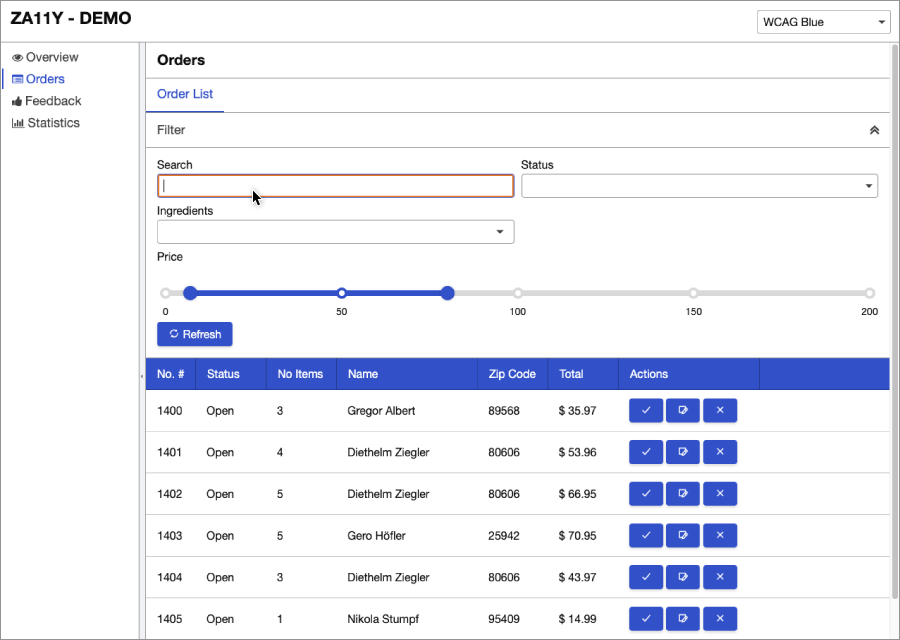 ZA11Y - DEMO
WCAG Blue
Overview
Orders
Feedback
Statistics
Orders
Order List
Filter
Search
Status
Ingredients
Price
0 50 100 150 200
Refresh
No. # Status No Items Name Zip Code Total Actions
1400 Open 3 Gregor Albert 89568 $ 35.97
1401 Open 4 Diethelm Ziegler 80606 $ 53.96
1402 Open 5 Diethelm Ziegler 80606 $ 66.95
1403 Open 5 Gero Höfler 25942 $ 70.95
1404 Open 3 Diethelm Ziegler 80606 $ 43.97
1405 Open 1 Nikola Stumpf 95409 $ 14.99